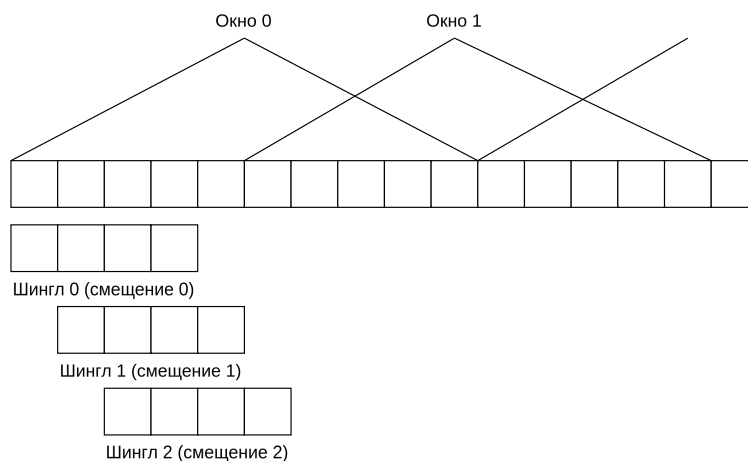 Окно 0
Окно 1
Шингл 0 (смещение 0)
Шингл 1 (смещение 1)
Шингл 2 (смещение 2)